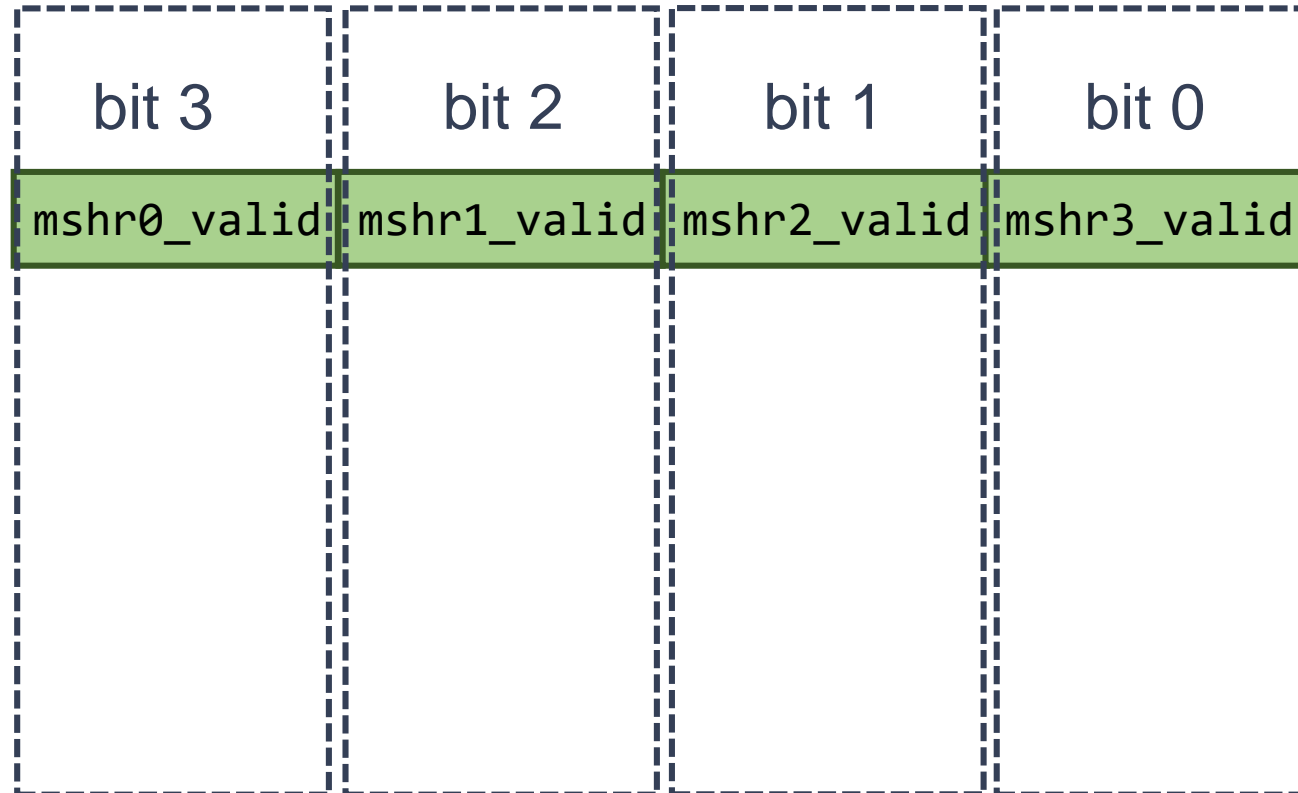 bit 3 bit 2 bit 1 bit 0
mshr0_valid mshr1_valid mshr2_valid mshr3_valid